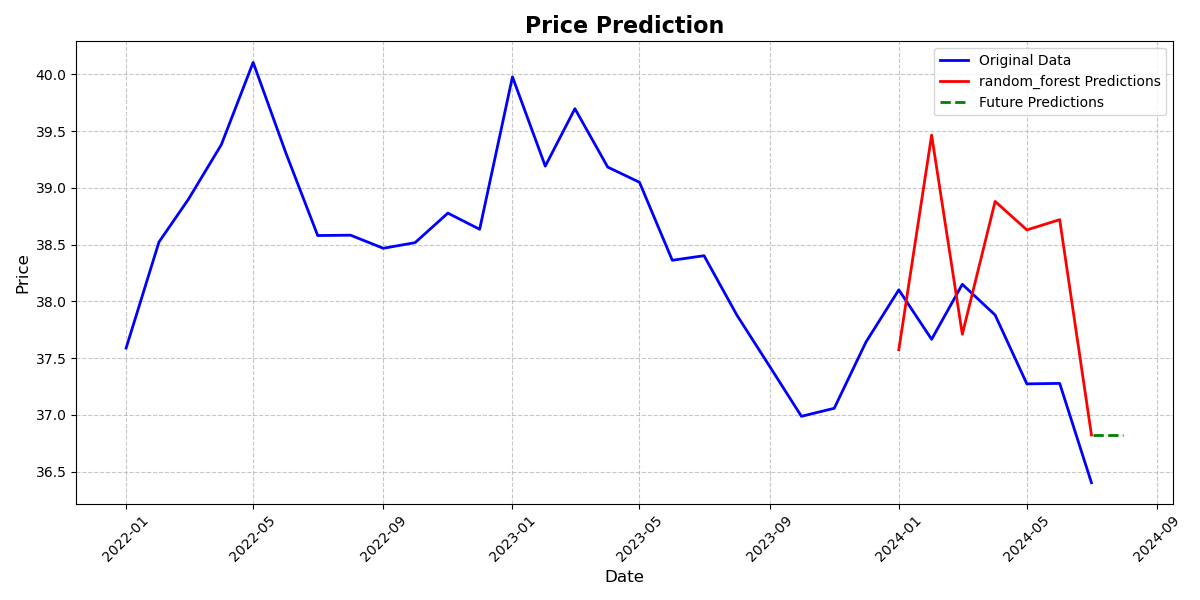 Price Prediction
Original Data
random_forest Predictions
Future Predictions
Price
40.0
39.5
39.0
38.5
38.0
37.5
37.0
36.5
2022-01
2022-05
2022-09
2023-01
2023-05
2023-09
2024-01
2024-05
2024-09
Date